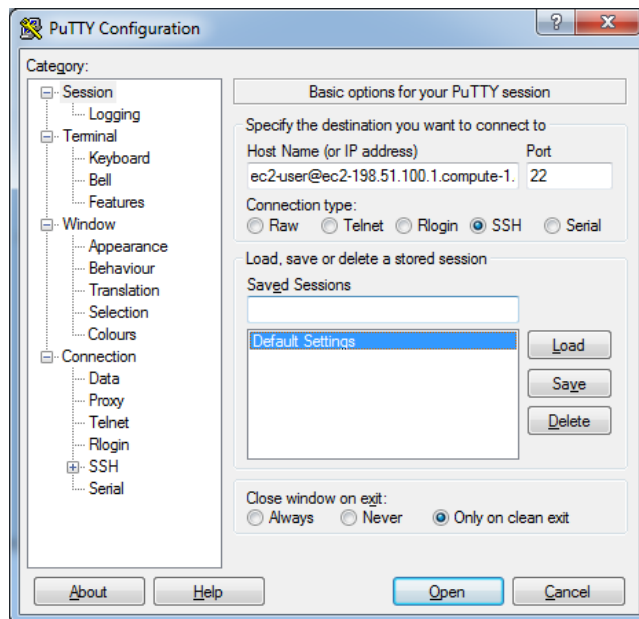 PuTTY Configuration
Category:
Session
Logging
Terminal
Keyboard
Bell
Features
Window
Appearance
Behaviour
Translation
Selection
Colours
Connection
Data
Proxy
Telnet
Rlogin
SSH
Serial
Basic options for your PuTTY session
Specify the destination you want to connect to
Host Name (or IP address) Port
ec2-user@ec2-198.51.100.1.compute-1. 22
Connection type:
Raw Telnet Rlogin SSH Serial
Load, save or delete a stored session
Saved Sessions
Default Settings
Load
Save
Delete
Close window on exit:
Always Never Only on clean exit
About Help Open Cancel